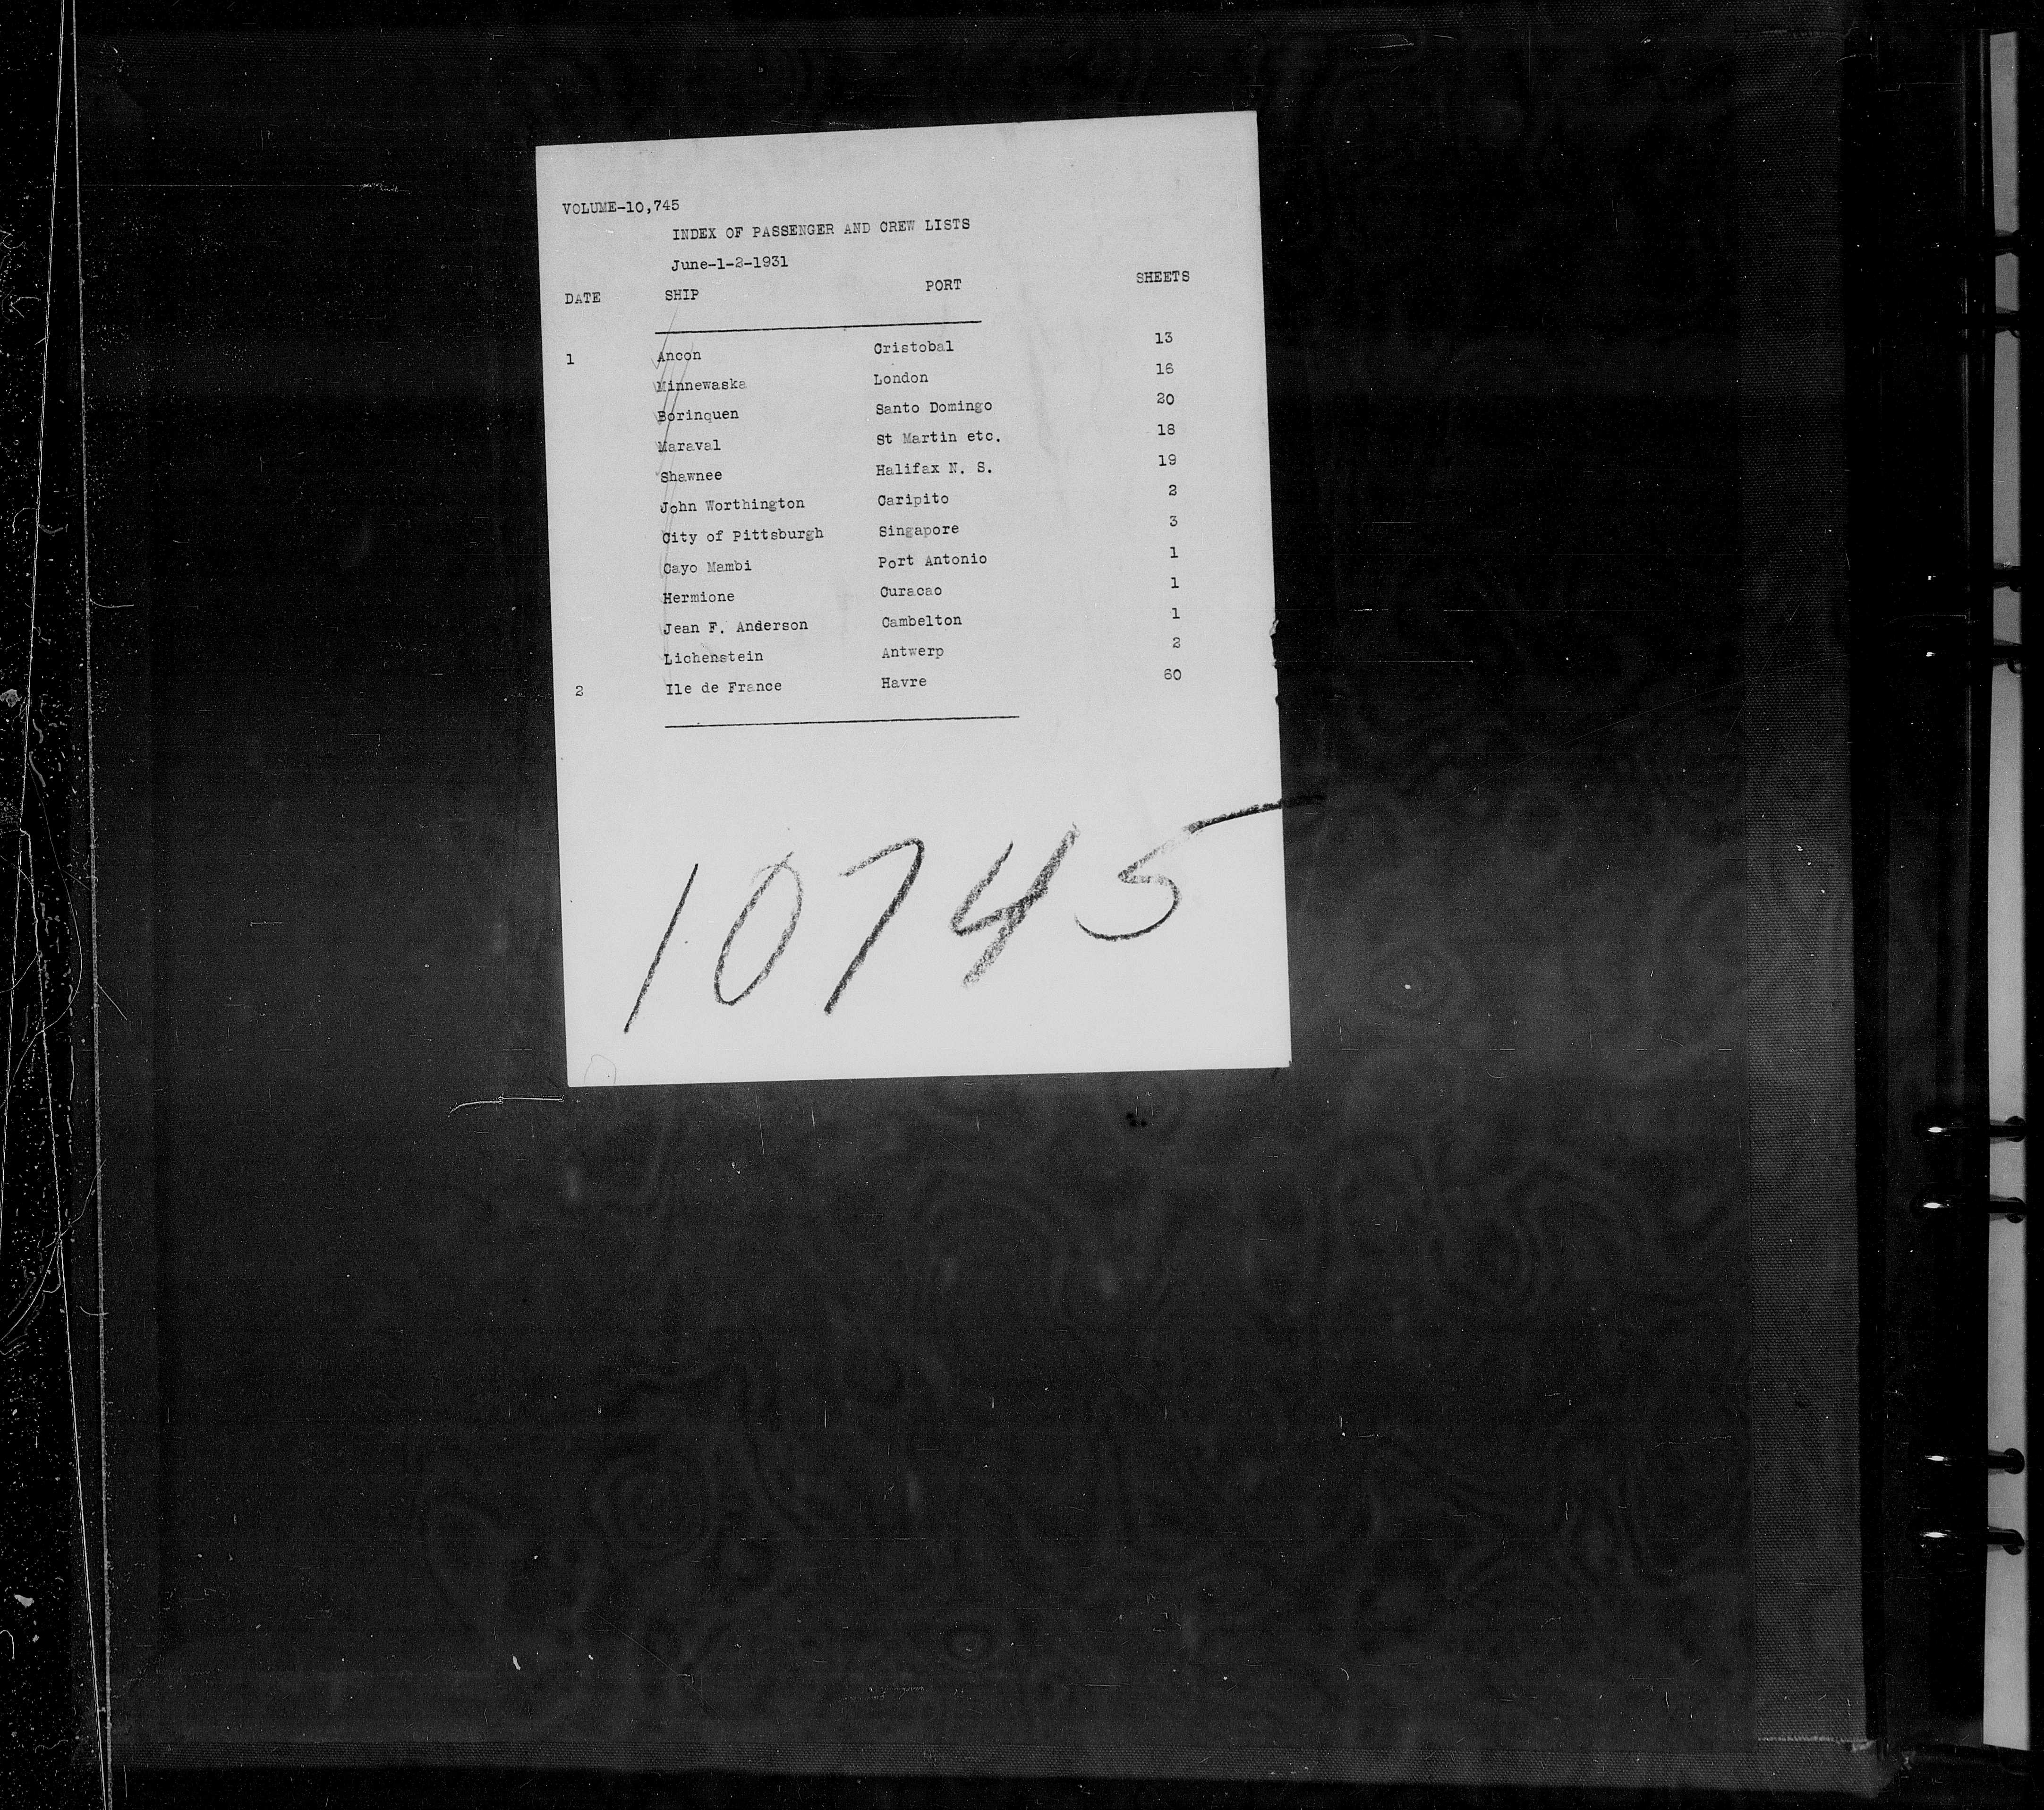 VOLUME-10,745
INDEX OF PASSENGER AND CREW LISTS
June-1-2-1931
DATE SHIP PORT SHEETS
1 Ancon Cristobal 13
Minnewaska London 16
Borinquen Santo Domingo 20
Maraval St Martin etc. 18
Shawnee Halifax N. S. 19
John Worthington Caripito 2
City of Pittsburgh Singapore 3
Cayo Mambi Port Antonio 1
Hermione Curacao 1
Jean F. Anderson Cambelton 1
Lichenstein Antwerp 2
2 Ile de France Havre 60
10745